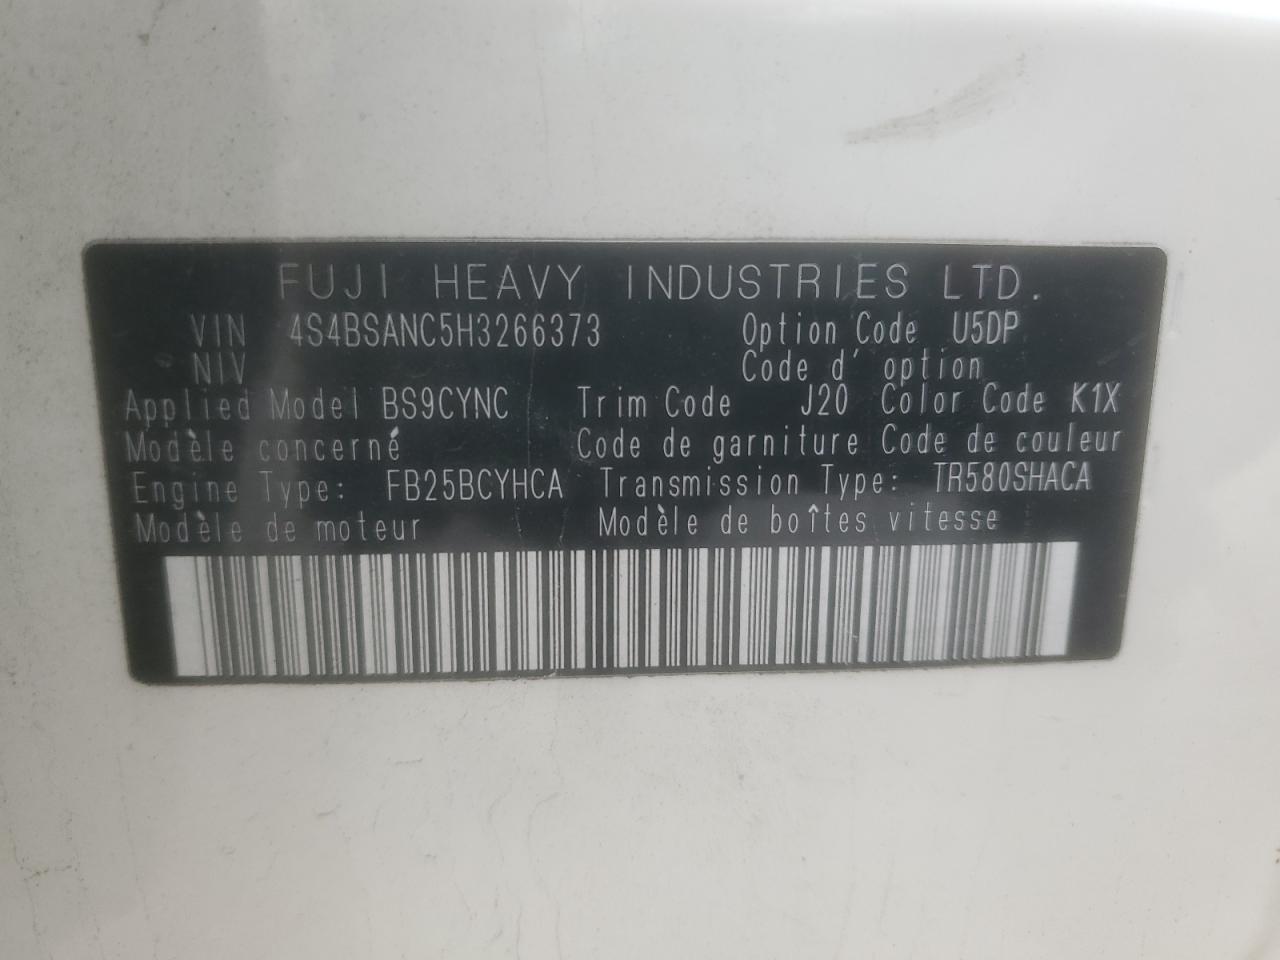 FUJI HEAVY INDUSTRIES LTD.
VIN 4S4BSANC5H3266373 Option Code U5DP
NIV Code d' option
Applied Model BS9CYNC Trim Code J20 Color Code K1X
Modèle concerné Code de garniture Code de couleur
Engine Type: FB25BCYHCA Transmission Type: TR580SHACA
Modèle de moteur Modèle de boîtes vitesse